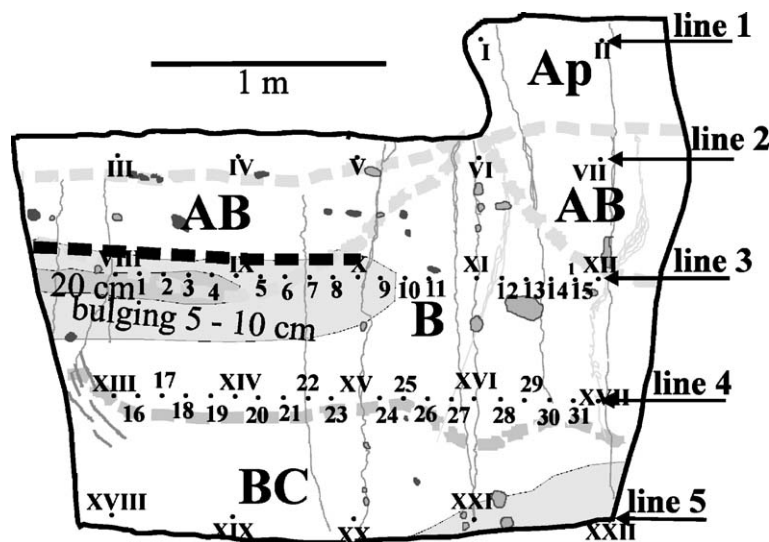 line 1
I II
Ap
1 m
line 2
III IV V VI VII
AB AB
VIII IX X XI XII
line 3
20 cm 1 2 3 4 5 6 7 8 9 10 11 12 13 14 15
1
bulging 5 - 10 cm
B
XIII 17 XIV 22 XV 25 XVI 29 XVII
line 4
16 18 19 20 21 23 24 26 27 28 30 31
BC
XVIII XXI
line 5
XIX XX XXII